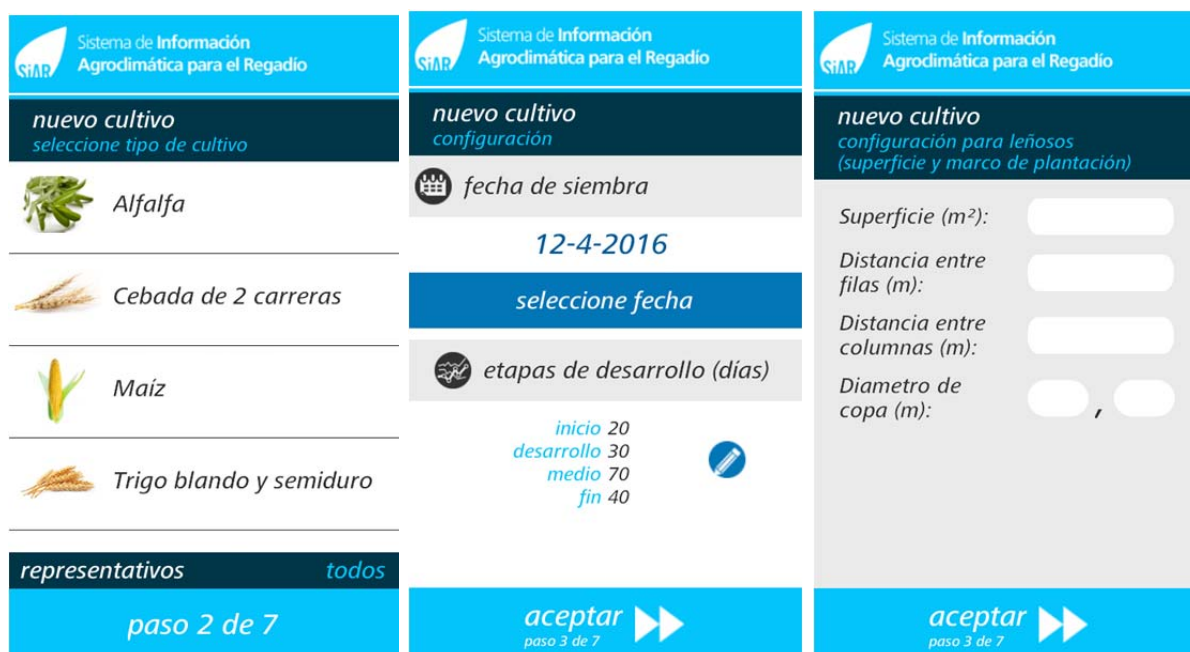 SiAR
Sistema de Información
Agroclimática para el Regadío
nuevo cultivo
seleccione tipo de cultivo
Alfalfa
Cebada de 2 carreras
Maíz
Trigo blando y semiduro
representativos todos
paso 2 de 7
SiAR
Sistema de Información
Agroclimática para el Regadío
nuevo cultivo
configuración
fecha de siembra
12-4-2016
seleccione fecha
etapas de desarrollo (días)
inicio 20
desarrollo 30
medio 70
fin 40
aceptar
paso 3 de 7
SiAR
Sistema de Información
Agroclimática para el Regadío
nuevo cultivo
configuración para leñosos
(superficie y marco de plantación)
Superficie (m²):
Distancia entre
filas (m):
Distancia entre
columnas (m):
Diametro de
copa (m):
,
aceptar
paso 3 de 7